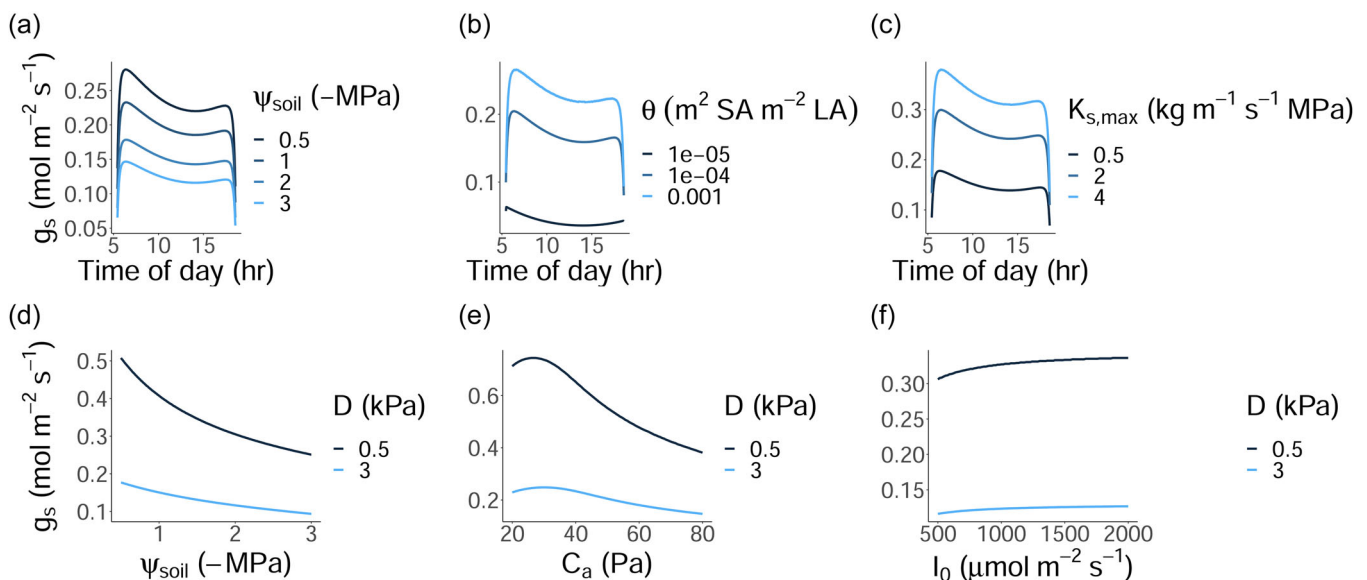 (a)
gs (mol m−2 s−1)
0.25
0.20
0.15
0.10
0.05
5 10 15
Time of day (hr)
ψsoil (−MPa)
0.5
1
2
3
(b)
0.2
0.1
5 10 15
Time of day (hr)
θ (m2 SA m−2 LA)
1e−05
1e−04
0.001
(c)
0.3
0.2
0.1
5 10 15
Time of day (hr)
Ks,max (kg m−1 s−1 MPa)
0.5
2
4
(d)
gs (mol m−2 s−1)
0.5
0.4
0.3
0.2
0.1
1 2 3
ψsoil (−MPa)
D (kPa)
0.5
3
(e)
0.6
0.4
0.2
20 40 60 80
Ca (Pa)
D (kPa)
0.5
3
(f)
0.30
0.25
0.20
0.15
500 1000 1500 2000
I0 (μmol m−2 s−1)
D (kPa)
0.5
3